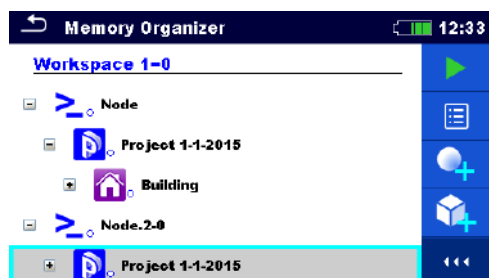 Memory Organizer 12:33
Workspace 1-0
Node
Project 1-1-2015
Building
Node.2-0
Project 1-1-2015